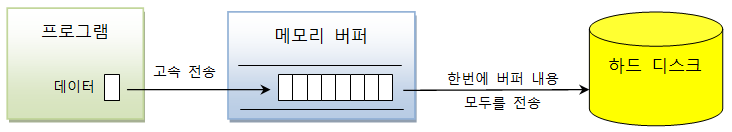 프로그램
데이터
고속 전송
메모리 버퍼
한번에 버퍼 내용
모두를 전송
하드 디스크